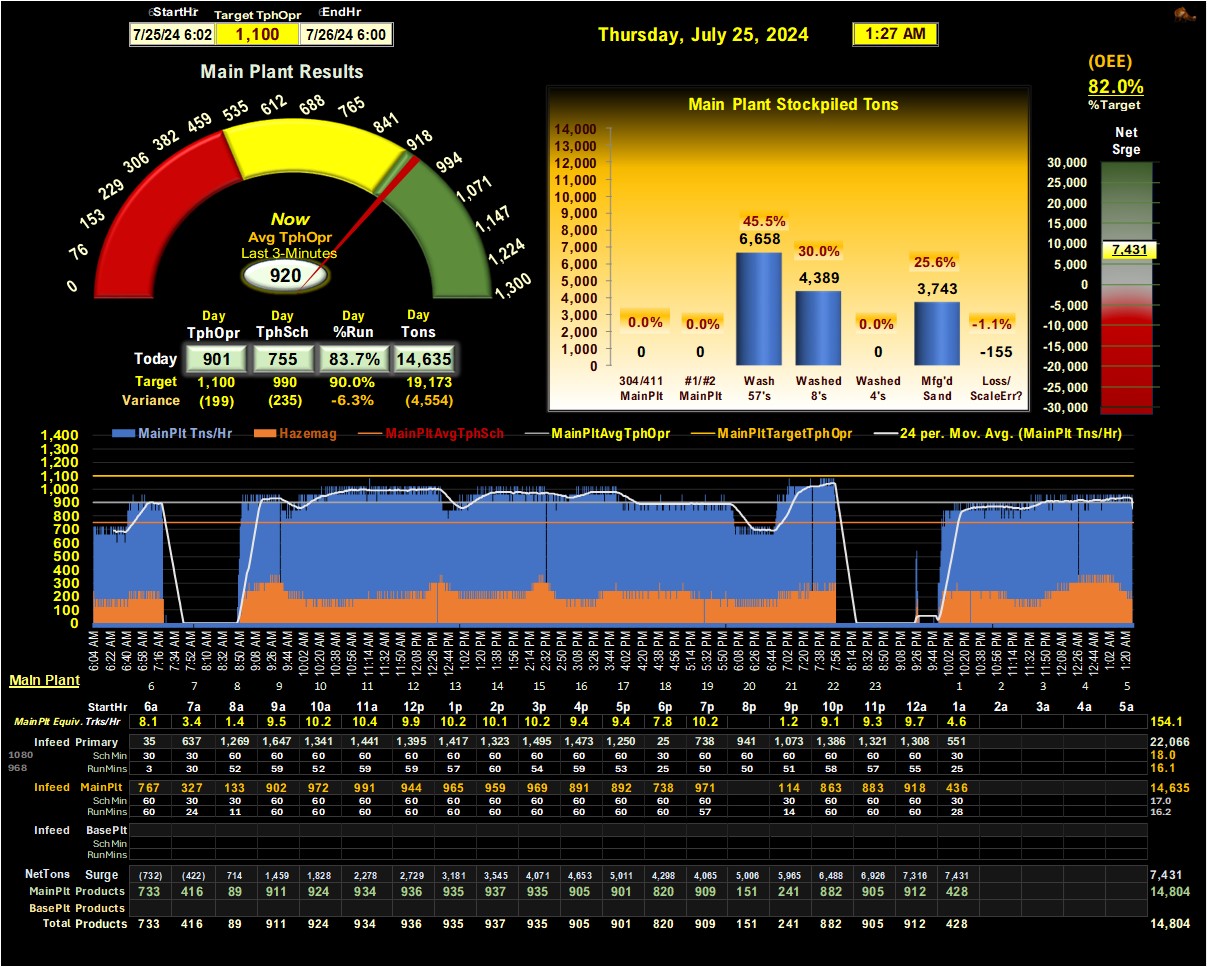 StartHr Target TphOpr EndHr
7/25/24 6:02 1,100 7/26/24 6:00
Thursday, July 25, 2024 1:27 AM
(OEE)
82.0%
%Target
Main Plant Results
0 76 153 229 306 382 459 535 612 688 765 841 918 994 1,071 1,147 1,224 1,300
Now
Avg TphOpr
Last 3-Minutes
920
Day Day Day Day
TphOpr TphSch %Run Tons
Today 901 755 83.7% 14,635
Target 1,100 990 90.0% 19,173
Variance (199) (235) -6.3% (4,554)
Main Plant Stockpiled Tons
14,000
13,000
12,000
11,000
10,000
9,000
8,000
7,000
6,000
5,000
4,000
3,000
2,000
1,000
0
0.0% 0.0% 45.5% 30.0% 0.0% 25.6% -1.1%
0 0 6,658 4,389 0 3,743 -155
304/411 #1/#2 Wash Washed Washed Mfg'd Loss/
MainPlt MainPlt 57's 8's 4's Sand ScaleErr?
Net
Srge
30,000
25,000
20,000
15,000
10,000
7,431
5,000
0
-5,000
-10,000
-15,000
-20,000
-25,000
-30,000
MainPlt Tns/Hr Hazemag MainPltAvgTphSch MainPltAvgTphOpr MainPltTargetTphOpr 24 per. Mov. Avg. (MainPlt Tns/Hr)
1,400
1,300
1,200
1,100
1,000
900
800
700
600
500
400
300
200
100
0
6:04 AM 6:22 AM 6:40 AM 6:58 AM 7:16 AM 7:34 AM 7:52 AM 8:10 AM 8:32 AM 8:50 AM 9:08 AM 9:26 AM 9:44 AM 10:02 AM 10:20 AM 10:38 AM 10:56 AM 11:14 AM 11:32 AM 11:50 AM 12:08 PM 12:26 PM 12:44 PM 1:02 PM 1:20 PM 1:38 PM 1:56 PM 2:14 PM 2:32 PM 2:50 PM 3:08 PM 3:26 PM 3:44 PM 4:02 PM 4:20 PM 4:38 PM 4:56 PM 5:14 PM 5:32 PM 5:50 PM 6:08 PM 6:26 PM 6:44 PM 7:02 PM 7:20 PM 7:38 PM 7:56 PM 8:14 PM 8:32 PM 8:50 PM 9:08 PM 9:26 PM 9:44 PM 10:02 PM 10:20 PM 10:38 PM 10:56 PM 11:14 PM 11:32 PM 11:50 PM 12:08 AM 12:26 AM 12:44 AM 1:02 AM 1:20 AM
Main Plant
6 7 8 9 10 11 12 13 14 15 16 17 18 19 20 21 22 23 1 2 3 4 5
StartHr 6a 7a 8a 9a 10a 11a 12p 1p 2p 3p 4p 5p 6p 7p 8p 9p 10p 11p 12a 1a 2a 3a 4a 5a
MainPlt Equiv. Trks/Hr 8.1 3.4 1.4 9.5 10.2 10.4 9.9 10.2 10.1 10.2 9.4 9.4 7.8 10.2 1.2 9.1 9.3 9.7 4.6 154.1
Infeed Primary 35 637 1,269 1,647 1,341 1,441 1,395 1,417 1,323 1,495 1,473 1,250 25 738 941 1,073 1,386 1,321 1,308 551 22,066
1080 Sch Min 30 30 60 60 60 60 60 60 60 60 60 60 30 60 60 60 60 60 60 30 18.0
968 RunMins 3 30 52 59 52 59 59 57 60 54 59 53 25 50 50 51 58 57 55 25 16.1
Infeed MainPlt 767 327 133 902 972 991 944 965 959 969 891 892 738 971 114 863 883 918 436 14,635
Sch Min 60 30 30 60 60 60 60 60 60 60 60 60 60 60 30 60 60 60 30 17.0
RunMins 60 24 11 60 60 60 60 60 60 60 60 60 60 57 14 60 60 60 28 16.2
Infeed BasePlt
Sch Min
RunMins
NetTons Surge (732) (422) 714 1,459 1,828 2,278 2,729 3,181 3,545 4,071 4,653 5,011 4,298 4,065 5,006 5,965 6,488 6,926 7,316 7,431 7,431
MainPlt Products 733 416 89 911 924 934 936 935 937 935 905 901 820 909 151 241 882 905 912 428 14,804
BasePlt Products
Total Products 733 416 89 911 924 934 936 935 937 935 905 901 820 909 151 241 882 905 912 428 14,804